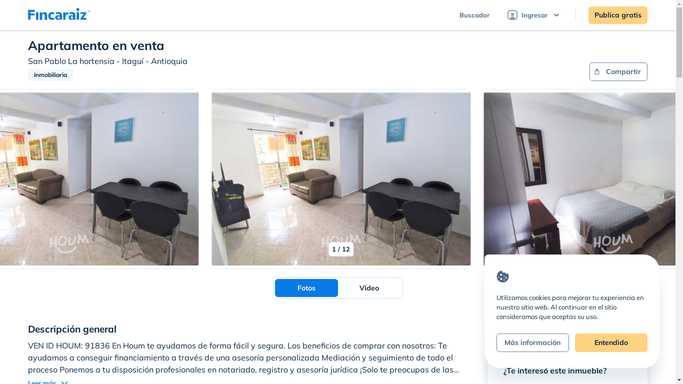 Fincaraiz
Buscador
Ingresar
Publica gratis
Apartamento en venta
San Pablo La hortensia - Itaguí - Antioquia
Inmobiliaria
Compartir
HOUM
HOUM
HOUM
1 / 12
Fotos
Video
Utilizamos cookies para mejorar tu experiencia en
nuestro sitio web. Al continuar en el sitio
consideramos que aceptas su uso.
Más información
Entendido
Descripción general
VEN ID HOUM: 91836 En Houm te ayudamos de forma fácil y segura. Los beneficios de comprar con nosotros: Te
ayudamos a conseguir financiamiento a través de una asesoría personalizada Mediación y seguimiento de todo el
proceso Ponemos a tu disposición profesionales en notariado, registro y asesoría jurídica ¡Solo te preocupas de las...
Leer más
¿Te interesó este inmueble?